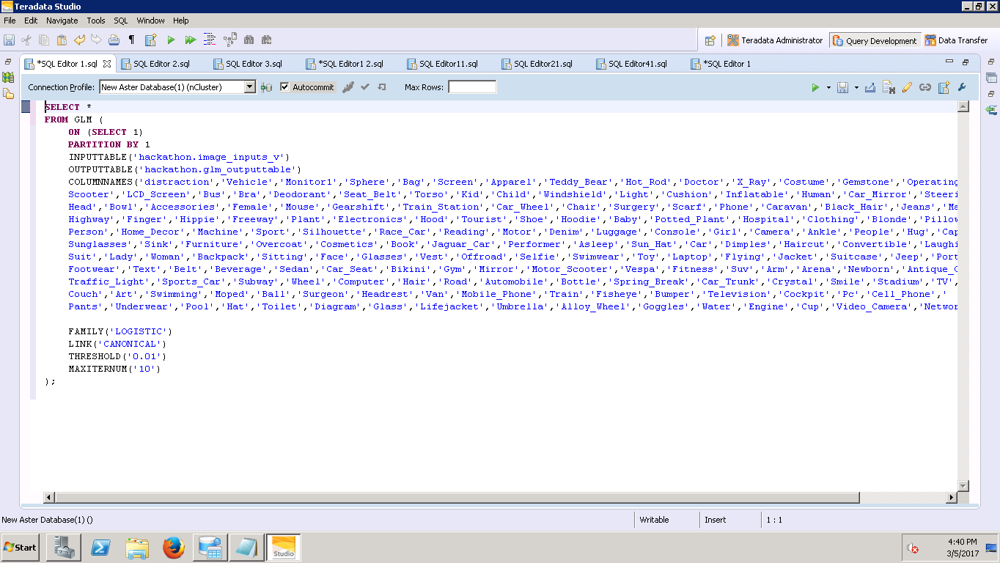 Teradata Studio
File Edit Navigate Tools SQL Window Help
Teradata Administrator Query Development Data Transfer
*SQL Editor 1.sql SQL Editor 2.sql SQL Editor 3.sql *SQL Editor1 2.sql SQL Editor11.sql SQL Editor21.sql SQL Editor41.sql *SQL Editor 1
Connection Profile: New Aster Database(1) (nCluster) Autocommit Max Rows:
SELECT *
FROM GLM (
ON (SELECT 1)
PARTITION BY 1
INPUTTABLE('hackathon.image_inputs_v')
OUTPUTTABLE('hackathon.glm_outputtable')
COLUMNNAMES('distraction','Vehicle','Monitor1','Sphere','Bag','Screen','Apparel','Teddy_Bear','Hot_Rod','Doctor','X_Ray','Costume','Gemstone','Operating
Scooter','LCD_Screen','Bus','Bra','Deodorant','Seat_Belt','Torso','Kid','Child','Windshield','Light','Cushion','Inflatable','Human','Car_Mirror','Steeri
Head','Bowl','Accessories','Female','Mouse','Gearshift','Train_Station','Car_Wheel','Chair','Surgery','Scarf','Phone','Caravan','Black_Hair','Jeans','Ma
Highway','Finger','Hippie','Freeway','Plant','Electronics','Hood','Tourist','Shoe','Hoodie','Baby','Potted_Plant','Hospital','Clothing','Blonde','Pillow
Person','Home_Decor','Machine','Sport','Silhouette','Race_Car','Reading','Motor','Denim','Luggage','Console','Girl','Camera','Ankle','People','Hug','Cap
Sunglasses','Sink','Furniture','Overcoat','Cosmetics','Book','Jaguar_Car','Performer','Asleep','Sun_Hat','Car','Dimples','Haircut','Convertible','Laughi
Suit','Lady','Woman','Backpack','Sitting','Face','Glasses','Vest','Offroad','Selfie','Swimwear','Toy','Laptop','Flying','Jacket','Suitcase','Jeep','Port
Footwear','Text','Belt','Beverage','Sedan','Car_Seat','Bikini','Gym','Mirror','Motor_Scooter','Vespa','Fitness','Suv','Arm','Arena','Newborn','Antique_C
Traffic_Light','Sports_Car','Subway','Wheel','Computer','Hair','Road','Automobile','Bottle','Spring_Break','Car_Trunk','Crystal','Smile','Stadium','TV',
Couch','Art','Swimming','Moped','Ball','Surgeon','Headrest','Van','Mobile_Phone','Train','Fisheye','Bumper','Television','Cockpit','Pc','Cell_Phone','
Pants','Underwear','Pool','Hat','Toilet','Diagram','Glass','Lifejacket','Umbrella','Alloy_Wheel','Goggles','Water','Engine','Cup','Video_Camera','Networ
FAMILY('LOGISTIC')
LINK('CANONICAL')
THRESHOLD('0.01')
MAXITERNUM('10')
);
New Aster Database(1) () Writable Insert 1 : 1
Start Studio 4:40 PM
3/5/2017